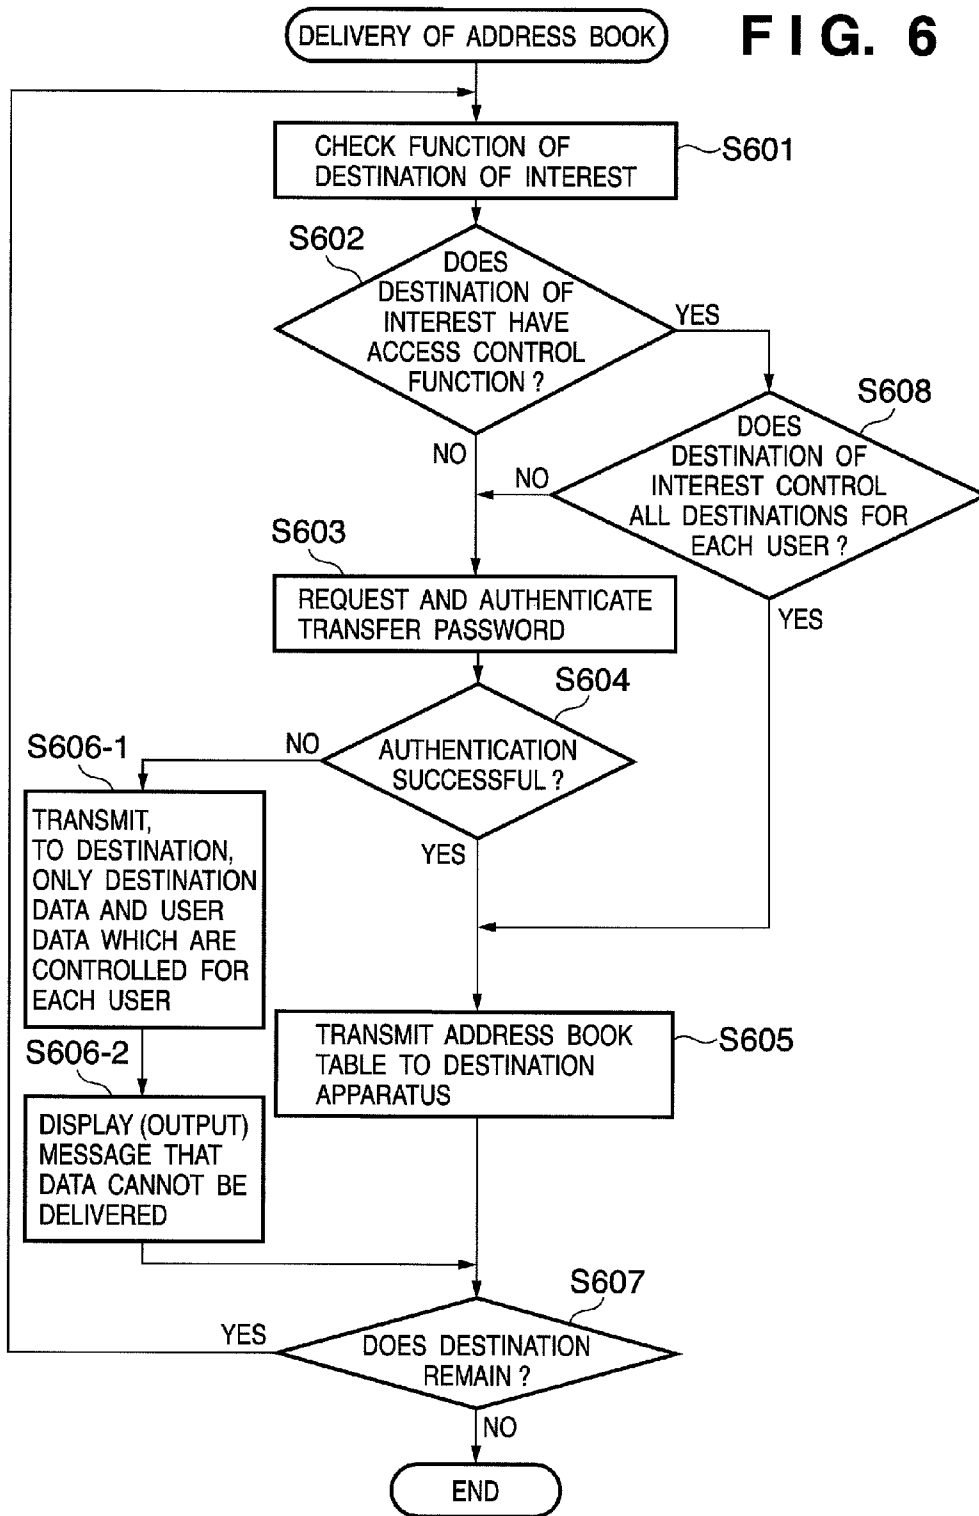 DELIVERY OF ADDRESS BOOK
FIG. 6
CHECK FUNCTION OF
DESTINATION OF INTEREST
S601
S602
DOES
DESTINATION OF
INTEREST HAVE
ACCESS CONTROL
FUNCTION ?
YES
NO
S608
DOES
DESTINATION OF
INTEREST CONTROL
ALL DESTINATIONS FOR
EACH USER ?
NO
YES
S603
REQUEST AND AUTHENTICATE
TRANSFER PASSWORD
S604
AUTHENTICATION
SUCCESSFUL ?
NO
YES
S606-1
TRANSMIT,
TO DESTINATION,
ONLY DESTINATION
DATA AND USER
DATA WHICH ARE
CONTROLLED FOR
EACH USER
S606-2
DISPLAY (OUTPUT)
MESSAGE THAT
DATA CANNOT BE
DELIVERED
TRANSMIT ADDRESS BOOK
TABLE TO DESTINATION
APPARATUS
S605
S607
DOES DESTINATION
REMAIN ?
YES
NO
END